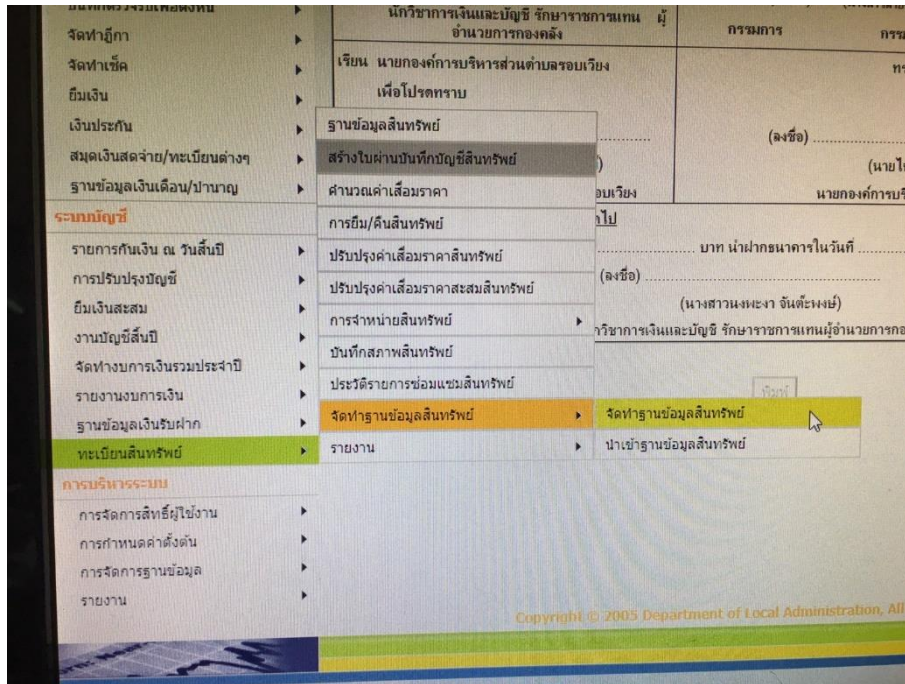 จัดทำฎีกา
จัดทำเช็ค
ยืมเงิน
เงินประกัน
สมุดเงินสดจ่าย/ทะเบียนต่างๆ
ฐานข้อมูลเงินเดือน/บำนาญ
ระบบบัญชี
รายการกันเงิน ณ วันสิ้นปี
การปรับปรุงบัญชี
ยืมเงินสะสม
งานบัญชีสิ้นปี
จัดทำงบการเงินรวมประจำปี
รายงานงบการเงิน
ฐานข้อมูลเงินรับฝาก
ทะเบียนสินทรัพย์
การบริหารระบบ
การจัดการสิทธิ์ผู้ใช้งาน
การกำหนดค่าตั้งต้น
การจัดการฐานข้อมูล
รายงาน
ฐานข้อมูลสินทรัพย์
สร้างใบผ่านบันทึกบัญชีสินทรัพย์
คำนวณค่าเสื่อมราคา
การยืม/คืนสินทรัพย์
ปรับปรุงค่าเสื่อมราคาสินทรัพย์
ปรับปรุงค่าเสื่อมราคาสะสมสินทรัพย์
การจำหน่ายสินทรัพย์
บันทึกสภาพสินทรัพย์
ประวัติรายการซ่อมแซมสินทรัพย์
จัดทำฐานข้อมูลสินทรัพย์
รายงาน
จัดทำฐานข้อมูลสินทรัพย์
นำเข้าฐานข้อมูลสินทรัพย์
นักวิชาการเงินและบัญชี รักษาราชการแทน ผู้
อำนวยการกองคลัง
กรรมการ
เรียน นายกองค์การบริหารส่วนตำบลรอบเวียง
เพื่อโปรดทราบ
(ลงชื่อ)
นายกองค์การบริ
บาท นำฝากธนาคารในวันที่
(ลงชื่อ)
(นางสาวนงพะงา จันต๊ะพงษ์)
วิชาการเงินและบัญชี รักษาราชการแทนผู้อำนวยการกอ
พิมพ์
Copyright © 2005 Department of Local Administration, All